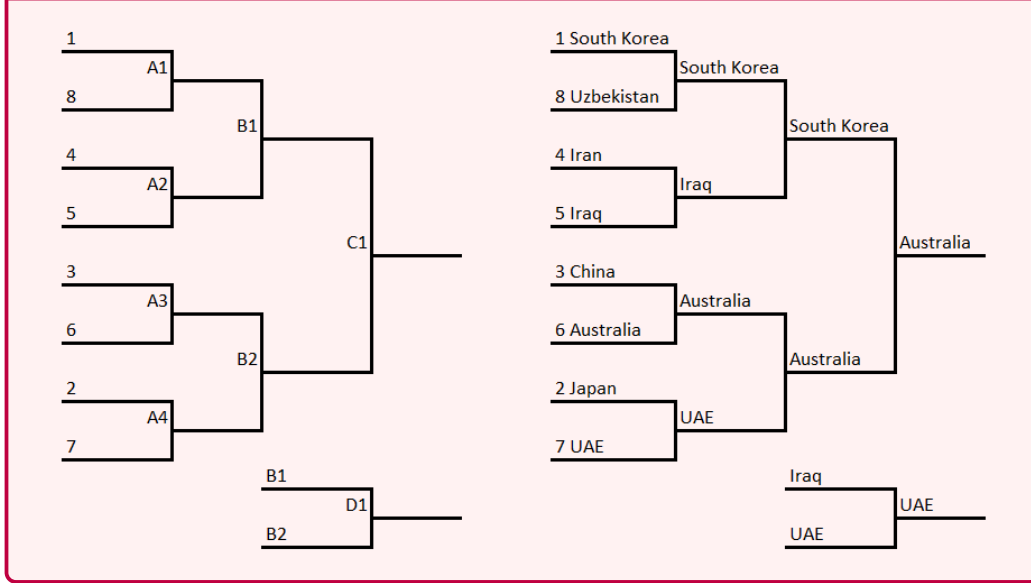 1
A1
8
B1
4
A2
5
C1
3
A3
6
B2
2
A4
7
B1
D1
B2
1 South Korea
South Korea
8 Uzbekistan
South Korea
4 Iran
Iraq
5 Iraq
Australia
3 China
Australia
6 Australia
Australia
2 Japan
UAE
7 UAE
Iraq
UAE
UAE